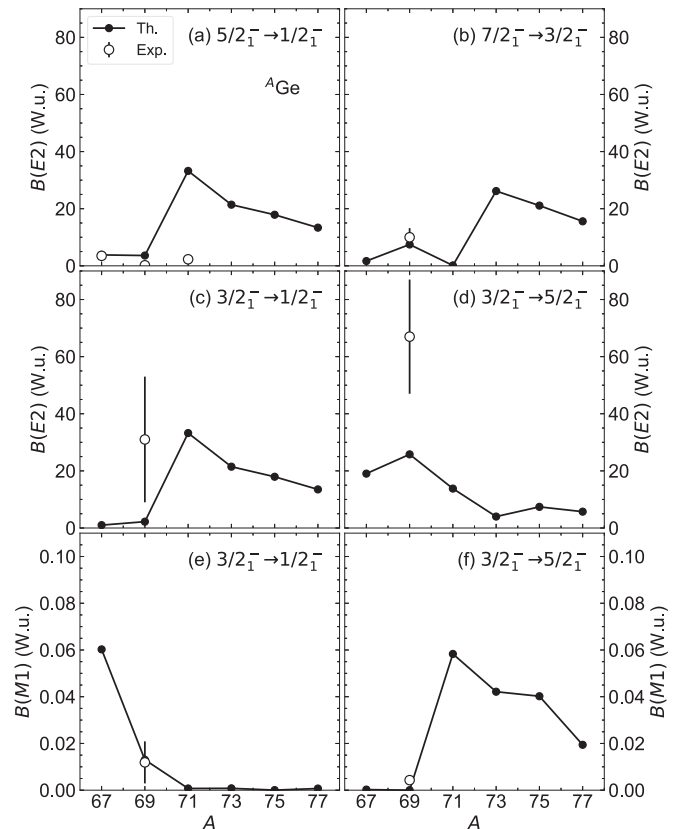 Th.
Exp.
(a) 5/2₁⁻→1/2₁⁻
(b) 7/2₁⁻→3/2₁⁻
ᴬGe
80
60
40
20
0
B(E2) (W.u.)
80
60
40
20
0
B(E2) (W.u.)
(c) 3/2₁⁻→1/2₁⁻
(d) 3/2₁⁻→5/2₁⁻
80
60
40
20
0
B(E2) (W.u.)
80
60
40
20
0
B(E2) (W.u.)
(e) 3/2₁⁻→1/2₁⁻
(f) 3/2₁⁻→5/2₁⁻
0.10
0.08
0.06
0.04
0.02
0.00
B(M1) (W.u.)
0.10
0.08
0.06
0.04
0.02
0.00
B(M1) (W.u.)
67 69 71 73 75 77
67 69 71 73 75 77
A
A